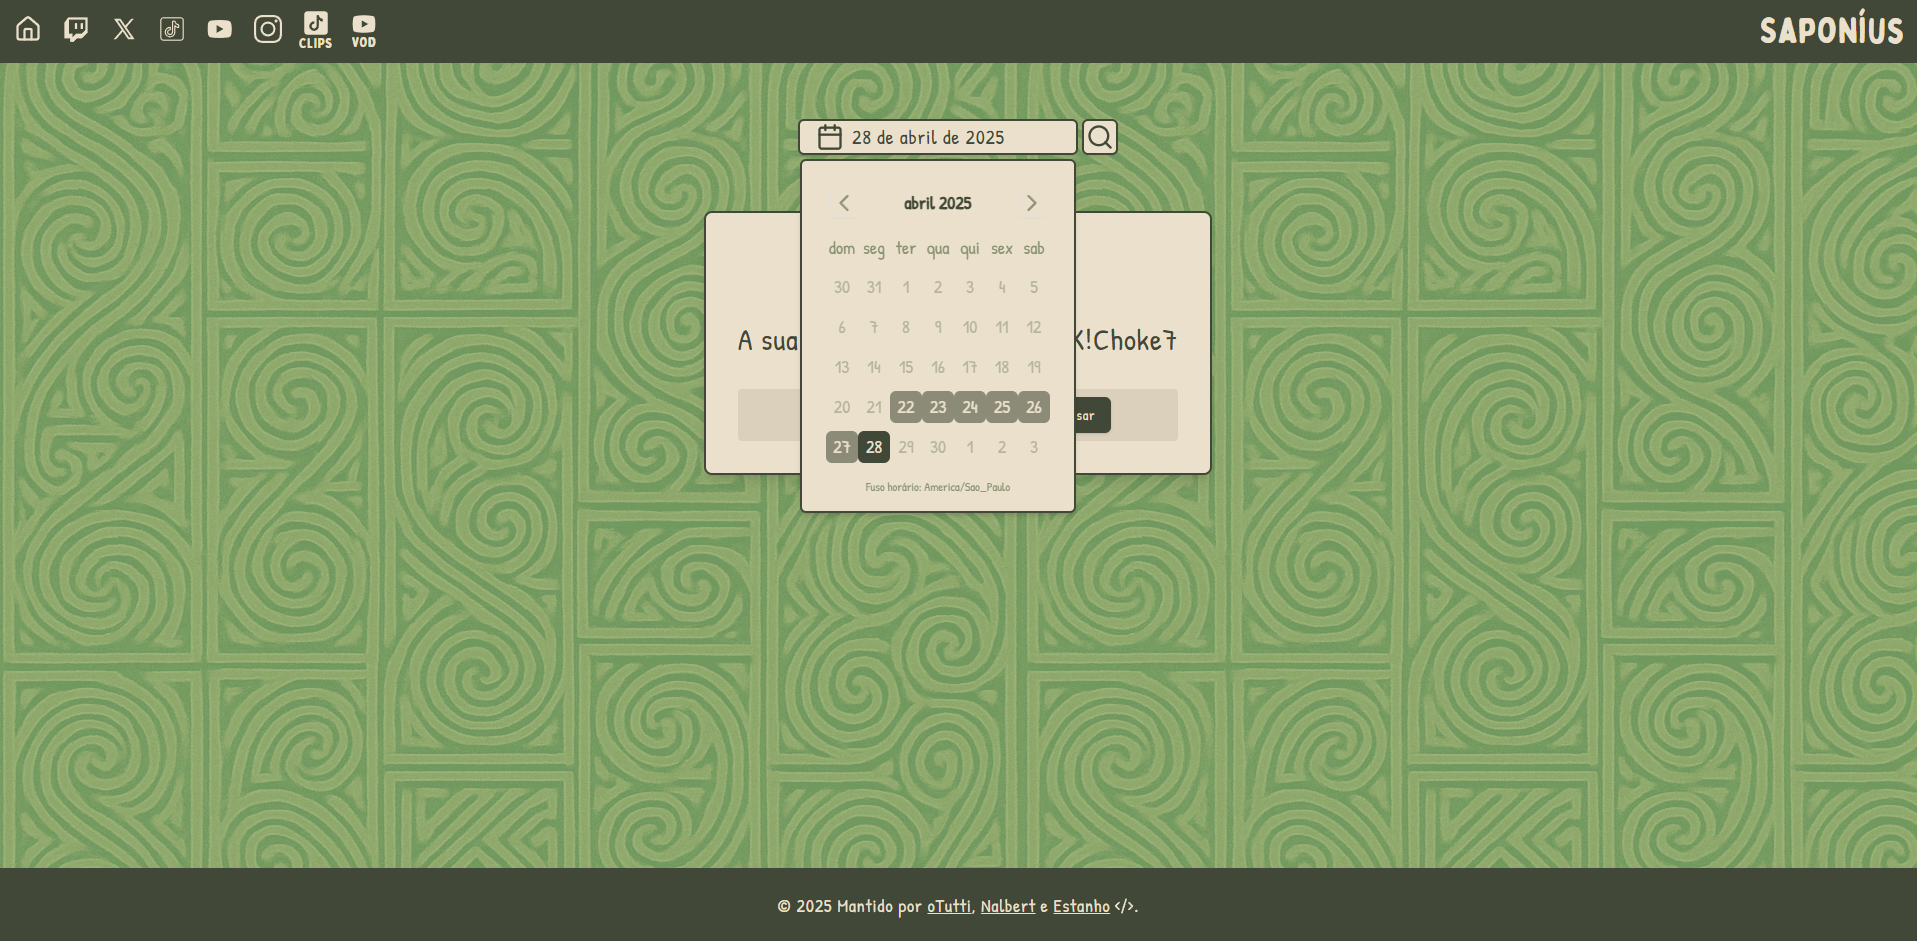 CLIPS VOD SAPONÍUS
28 de abril de 2025
abril 2025
dom seg ter qua qui sex sab
30 31 1 2 3 4 5
6 7 8 9 10 11 12
A sua !Choke7
13 14 15 16 17 18 19
20 21 22 23 24 25 26
sar
27 28 29 30 1 2 3
Fuso horário: America/Sao_Paulo
© 2025 Mantido por oTutti, Nalbert e Estanho </>.